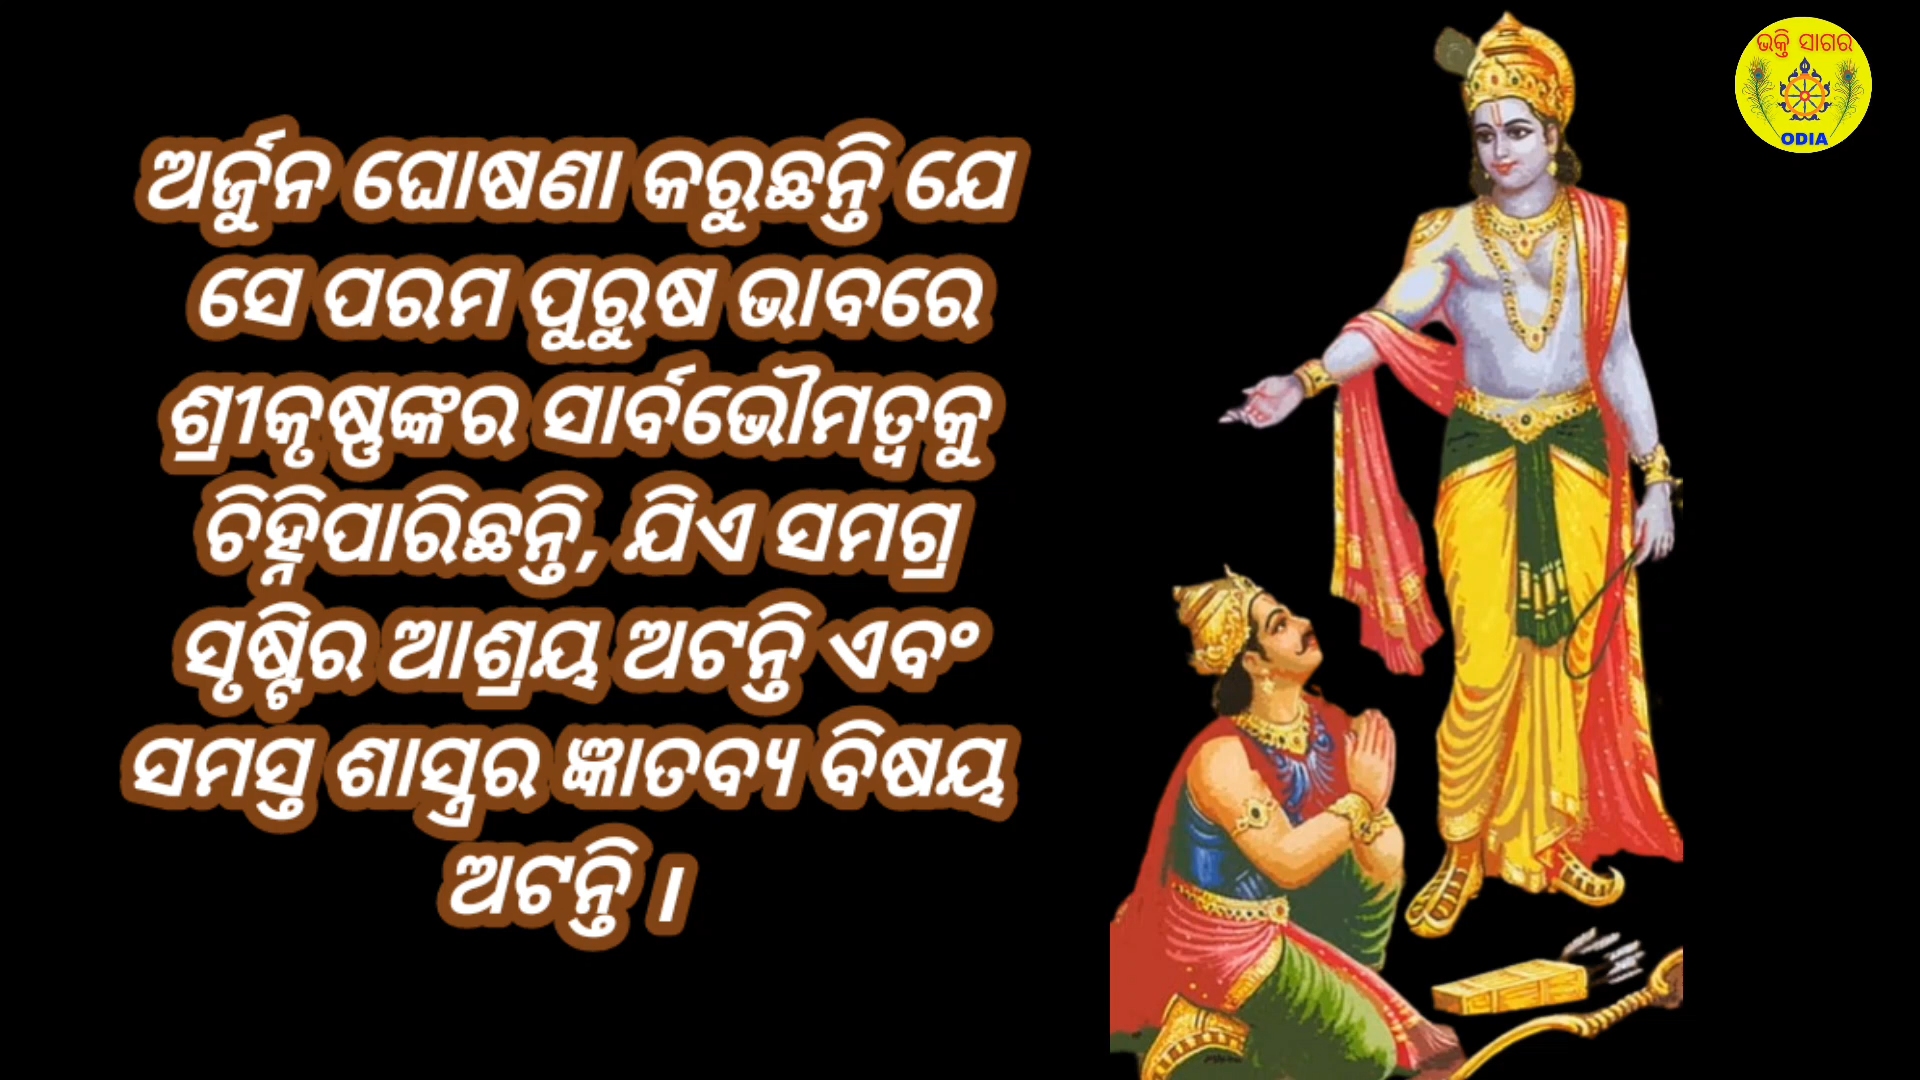 ଅର୍ଜୁନ ଘୋଷଣା କରୁଛନ୍ତି ଯେ
ସେ ପରମ ପୁରୁଷ ଭାବରେ
ଶ୍ରୀକୃଷ୍ଣଙ୍କର ସାର୍ବଭୌମତ୍ୱକୁ
ଚିହ୍ନିପାରିଛନ୍ତି, ଯିଏ ସମଗ୍ର
ସୃଷ୍ଟିର ଆଶ୍ରୟ ଅଟନ୍ତି ଏବଂ
ସମସ୍ତ ଶାସ୍ତ୍ରର ଜ୍ଞାତବ୍ୟ ବିଷୟ
ଅଟନ୍ତି ।
ଭକ୍ତି ସାଗର
ODIA